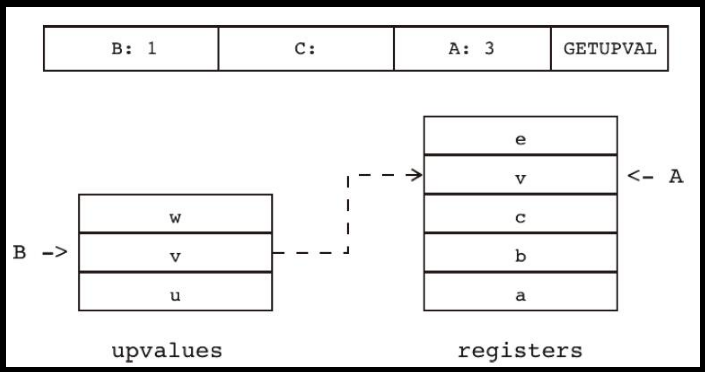 B: 1 C: A: 3 GETUPVAL
e
v <- A
w c
B -> v b
u a
upvalues registers